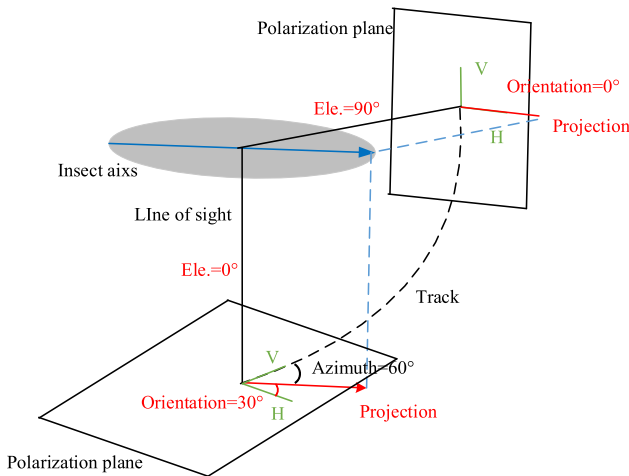 Polarization plane
V
Orientation=0°
Ele.=90°
Projection
H
Insect aixs
LIne of sight
Ele.=0°
Track
V
Azimuth=60°
Orientation=30°
H
Projection
Polarization plane